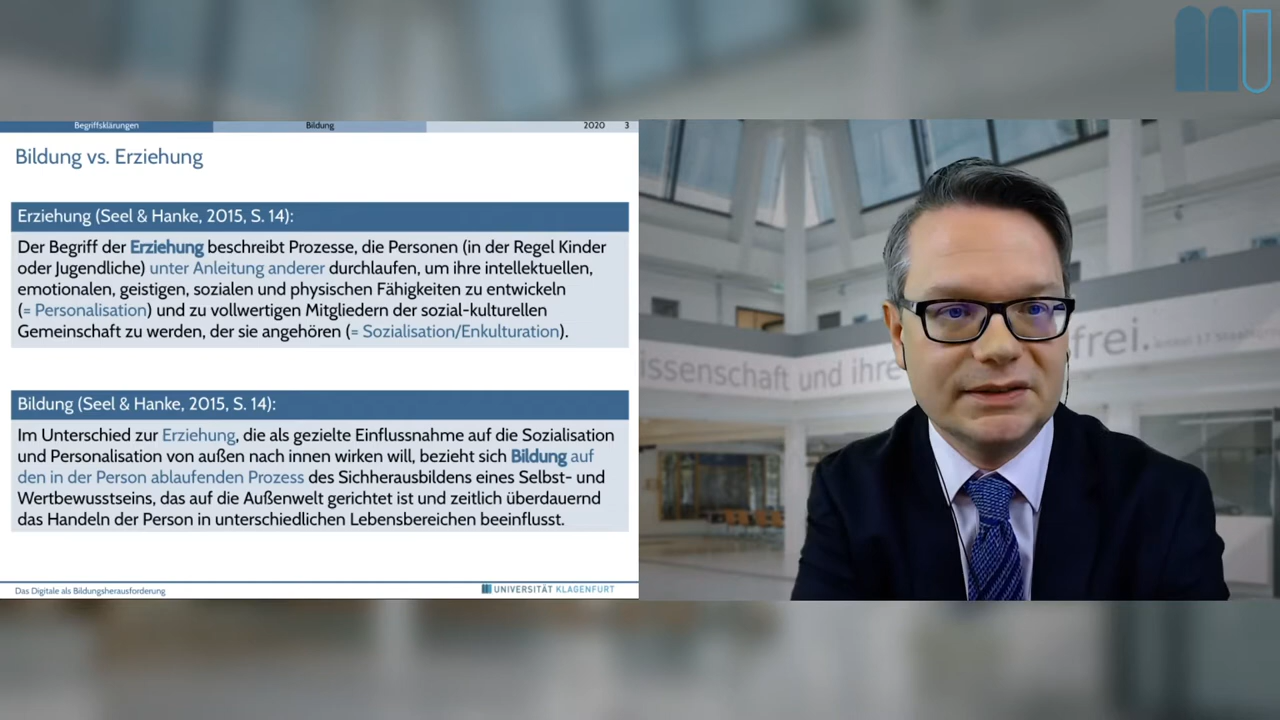 Begriffsklärungen
Bildung
2020 3
Bildung vs. Erziehung
Erziehung (Seel & Hanke, 2015, S. 14):
Der Begriff der Erziehung beschreibt Prozesse, die Personen (in der Regel Kinder
oder Jugendliche) unter Anleitung anderer durchlaufen, um ihre intellektuellen,
emotionalen, geistigen, sozialen und physischen Fähigkeiten zu entwickeln
(= Personalisation) und zu vollwertigen Mitgliedern der sozial-kulturellen
Gemeinschaft zu werden, der sie angehören (= Sozialisation/Enkulturation).
Bildung (Seel & Hanke, 2015, S. 14):
Im Unterschied zur Erziehung, die als gezielte Einflussnahme auf die Sozialisation
und Personalisation von außen nach innen wirken will, bezieht sich Bildung auf
den in der Person ablaufenden Prozess des Sichherausbildens eines Selbst- und
Wertbewusstseins, das auf die Außenwelt gerichtet ist und zeitlich überdauernd
das Handeln der Person in unterschiedlichen Lebensbereichen beeinflusst.
Das Digitale als Bildungsherausforderung
UNIVERSITÄT KLAGENFURT
issenschaft und ihre
frei.